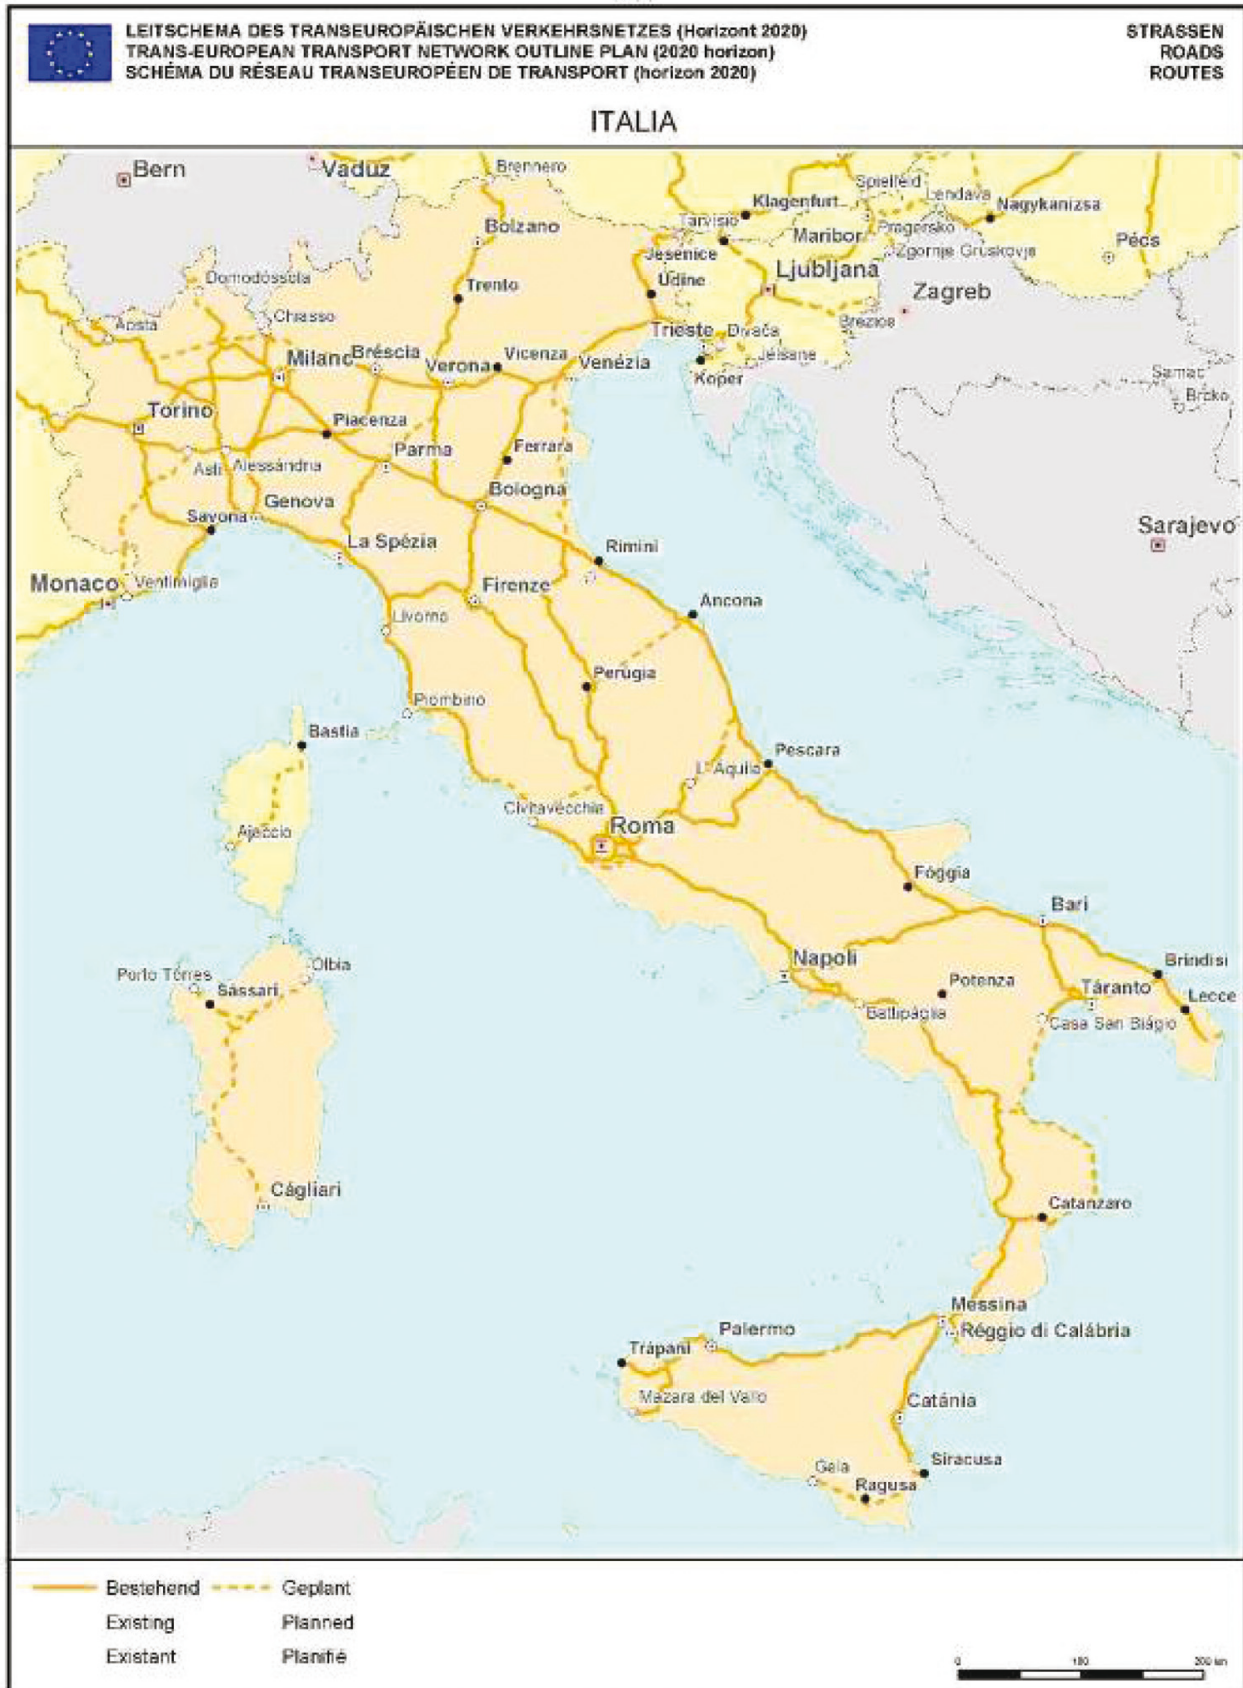 LEITSCHEMA DES TRANSEUROPÄISCHEN VERKEHRSNETZES (Horizont 2020)
TRANS-EUROPEAN TRANSPORT NETWORK OUTLINE PLAN (2020 horizon)
SCHÉMA DU RÉSEAU TRANSEUROPÉEN DE TRANSPORT (horizon 2020)
STRASSEN
ROADS
ROUTES
ITALIA
Bern
Vaduz
Brennero
Spielfeld
Lendava
Klagenfurt
Nagykanizsa
Tarvisio
Bolzano
Maribor
Pragersko
Pécs
Jesenice
Zgornje Gruskovje
Ljubljana
Domodóssola
Trento
Udine
Zagreb
Aosta
Chiasso
Trieste
Divača
Brezice
Milano
Bréscia
Verona
Vicenza
Venézia
Jelsane
Koper
Samac
Brcko
Torino
Piacenza
Parma
Ferrara
Asti
Alessándria
Bologna
Genova
Savona
Sarajevo
La Spézia
Rimini
Monaco
Ventimiglia
Firenze
Ancona
Livorno
Perugia
Piombino
Bastia
Pescara
L' Aquila
Civitavecchia
Roma
Ajaccio
Fóggia
Bari
Napoli
Brindisi
Olbia
Porto Tórres
Sássari
Potenza
Táranto
Lecce
Battipáglia
Casa San Biágio
Cágliari
Catanzaro
Messina
Réggio di Calábria
Palermo
Trápani
Mazara del Vallo
Catánia
Siracusa
Gela
Ragusa
Bestehend
Geplant
Existing
Planned
Existant
Planifié
0 100 200 km